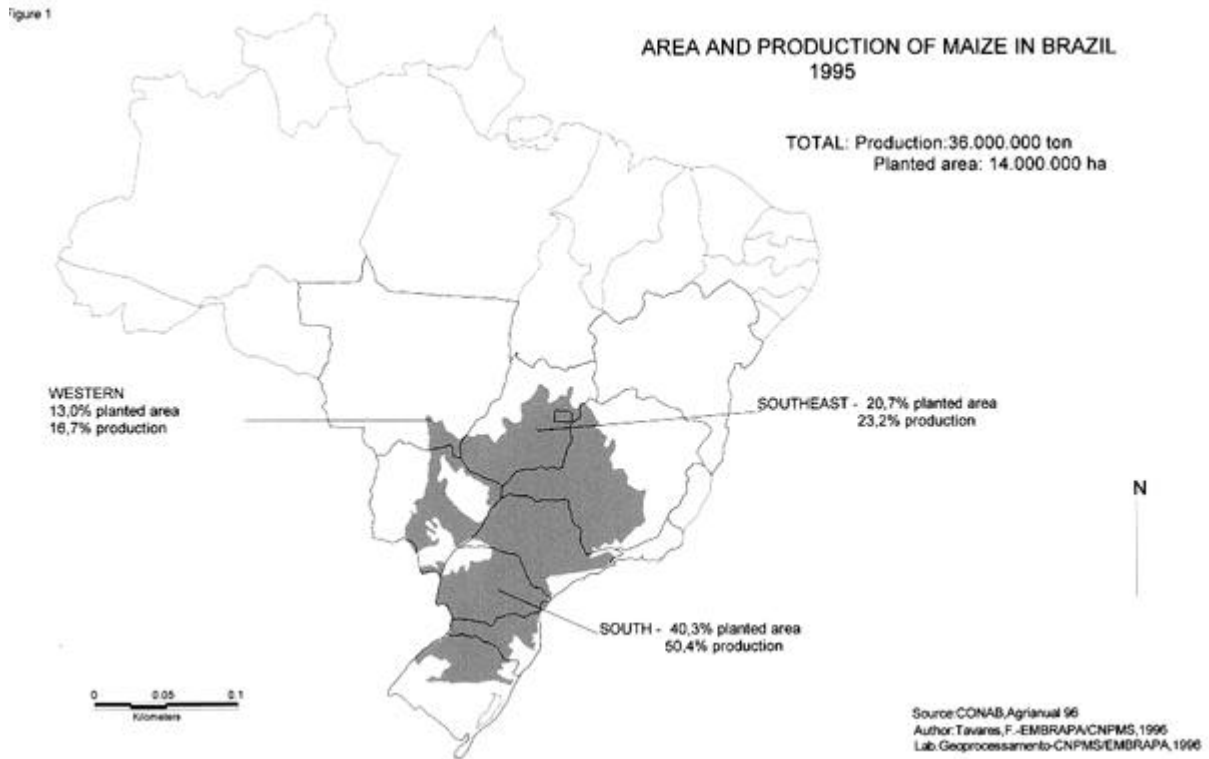 Figure 1
AREA AND PRODUCTION OF MAIZE IN BRAZIL
1995
TOTAL: Production:36.000.000 ton
Planted area: 14.000.000 ha
WESTERN
13,0% planted area
16,7% production
SOUTHEAST - 20,7% planted area
23,2% production
N
SOUTH - 40,3% planted area
50,4% production
0 0.05 0.1
Kilometers
Source:CONAB,Agrianual 96
Author:Tavares,F.-EMBRAPA/CNPMS,1996
Lab.Geoprocessamento-CNPMS/EMBRAPA,1996